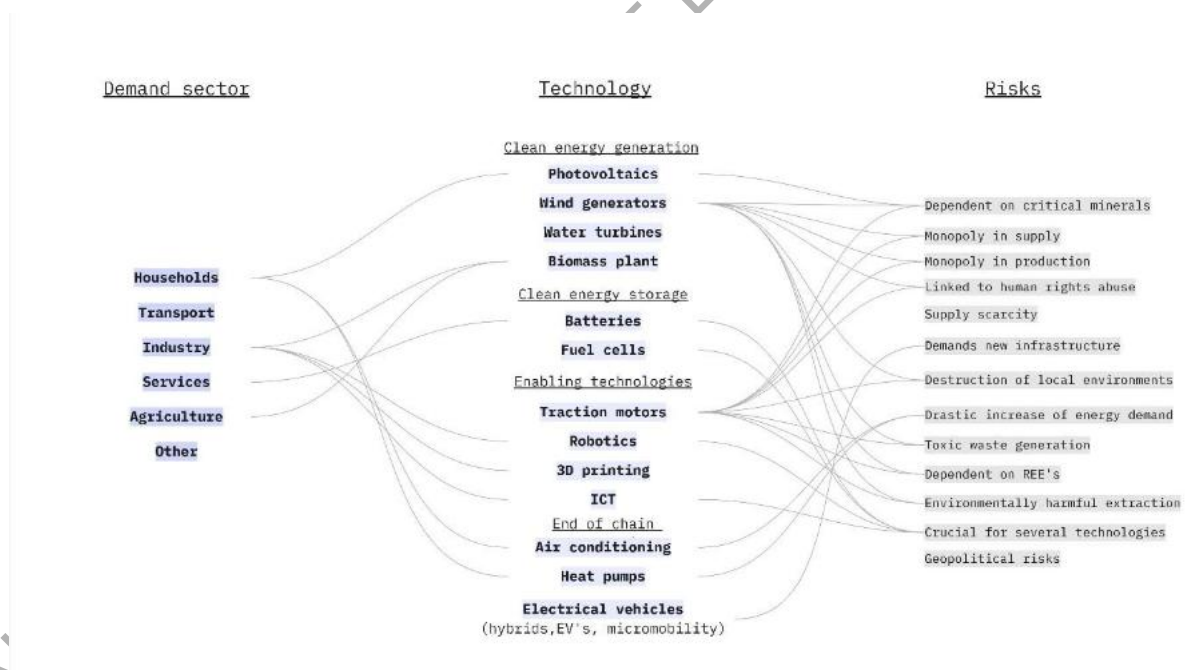 Demand sector
Households
Transport
Industry
Services
Agriculture
Other
Technology
Clean energy generation
Photovoltaics
Wind generators
Water turbines
Biomass plant
Clean energy storage
Batteries
Fuel cells
Enabling technologies
Traction motors
Robotics
3D printing
ICT
End of chain
Air conditioning
Heat pumps
Electrical vehicles
(hybrids,EV's, micromobility)
Risks
Dependent on critical minerals
Monopoly in supply
Monopoly in production
Linked to human rights abuse
Supply scarcity
Demands new infrastructure
Destruction of local environments
Drastic increase of energy demand
Toxic waste generation
Dependent on REE's
Environmentally harmful extraction
Crucial for several technologies
Geopolitical risks